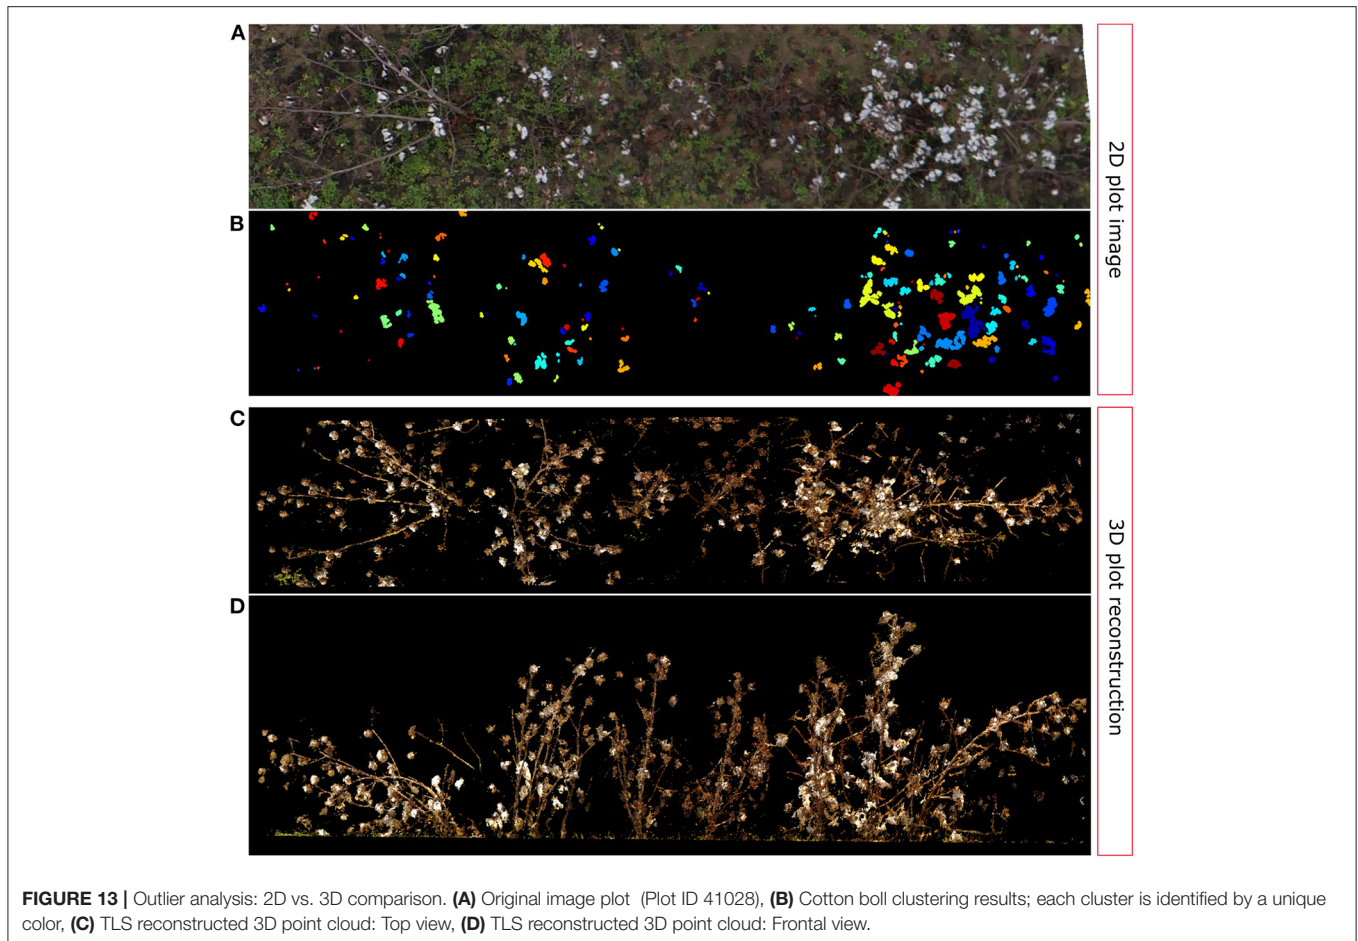 A
B
2D plot image
C
D
3D plot reconstruction
FIGURE 13 | Outlier analysis: 2D vs. 3D comparison. (A) Original image plot (Plot ID 41028), (B) Cotton boll clustering results; each cluster is identified by a unique
color, (C) TLS reconstructed 3D point cloud: Top view, (D) TLS reconstructed 3D point cloud: Frontal view.